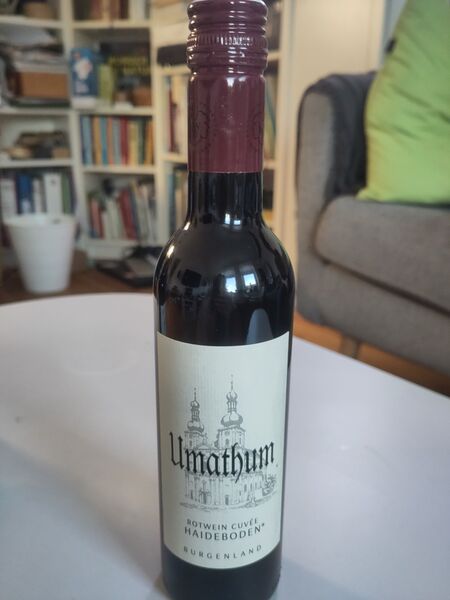 Umathum
ROTWEIN CUVÉE
HAIDEBODEN*
BURGENLAND